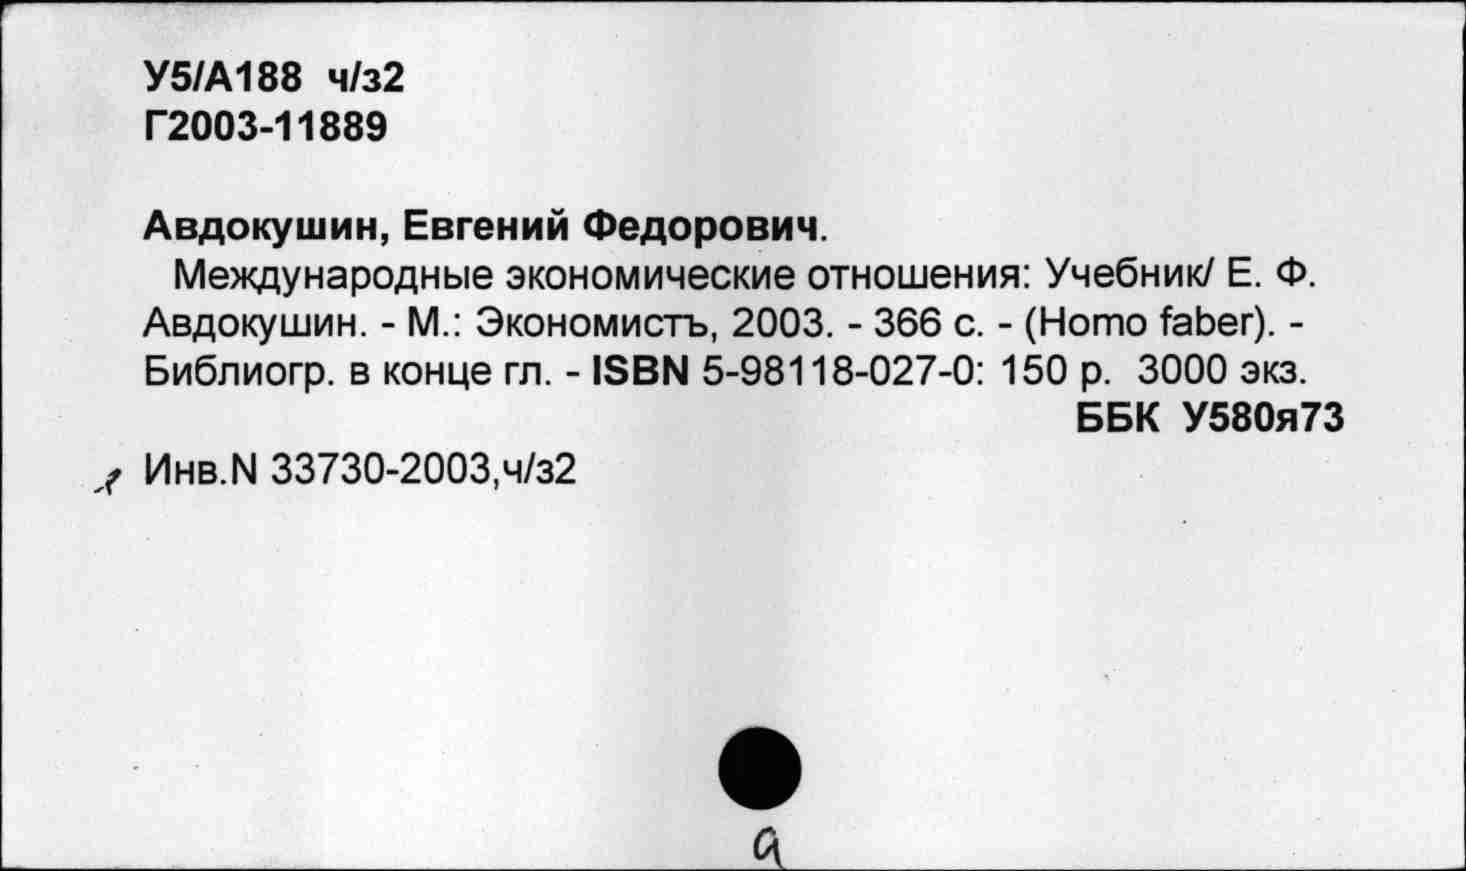 У5/А188 ч/з2
Г2003-11889
Авдокушин, Евгений Федорович.
Международные экономические отношения: Учебник/ Е. Ф.
Авдокушин. - М.: Экономистъ, 2003. - 366 с. - (Homo faber). -
Библиогр. в конце гл. - ISBN 5-98118-027-0: 150 р. 3000 экз.
ББК У580я73
Инв.N 33730-2003,ч/з2